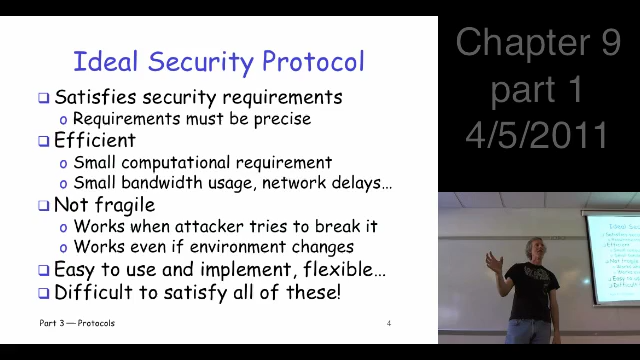 Ideal Security Protocol
Satisfies security requirements
Requirements must be precise
Efficient
Small computational requirement
Small bandwidth usage, network delays…
Not fragile
Works when attacker tries to break it
Works even if environment changes
Easy to use and implement, flexible…
Difficult to satisfy all of these!
Part 3 — Protocols
4
Chapter 9
part 1
4/5/2011
Ideal Securi